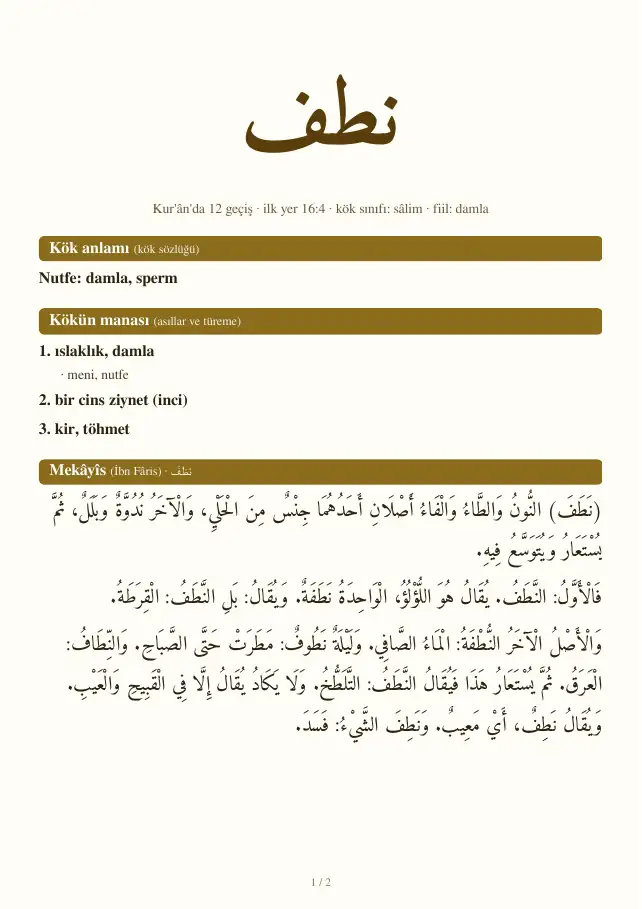 نطف
Kur'ân'da 12 geçiş · ilk yer 16:4 · kök sınıfı: sâlim · fiil: damla
Kök anlamı (kök sözlüğü)
Nutfe: damla, sperm
Kökün manası (asıllar ve türeme)
1. ıslaklık, damla
· meni, nutfe
2. bir cins ziynet (inci)
3. kir, töhmet
Mekâyîs (İbn Fâris) · نَطَفَ
(نَطَفَ) النُّونُ وَالطَّاءُ وَالْفَاءُ أَصْلَانِ أَحَدُهُمَا جِنْسٌ مِنَ الْحَلْيِ، وَالْآخَرُ نُدُوَّةٌ وَبَلَلٌ، ثُمَّ
يُسْتَعَارُ وَيُتَوَسَّعُ فِيهِ.
فَالْأَوَّلُ: النَّطَفُ. يُقَالُ هُوَ اللُّؤْلُؤُ، الْوَاحِدَةُ نَطَفَةٌ. وَيُقَالُ: بَلِ النَّطَفُ: الْقِرَطَةُ.
وَالْأَصْلُ الْآخَرُ النُّطْفَةُ: الْمَاءُ الصَّافِي. وَلَيْلَةٌ نَطُوفٌ: مَطَرَتْ حَتَّى الصَّبَاحِ. وَالنِّطَافُ:
الْعَرَقُ. ثُمَّ يُسْتَعَارُ هَذَا فَيُقَالُ النَّطَفُ: التَّلَطُّخُ. وَلَا يَكَادُ يُقَالُ إِلَّا فِي الْقَبِيحِ وَالْعَيْبِ.
وَيُقَالُ نَطِفٌ، أَيْ مَعِيبٌ. وَنَطِفَ الشَّيْءُ: فَسَدَ.
1 / 2